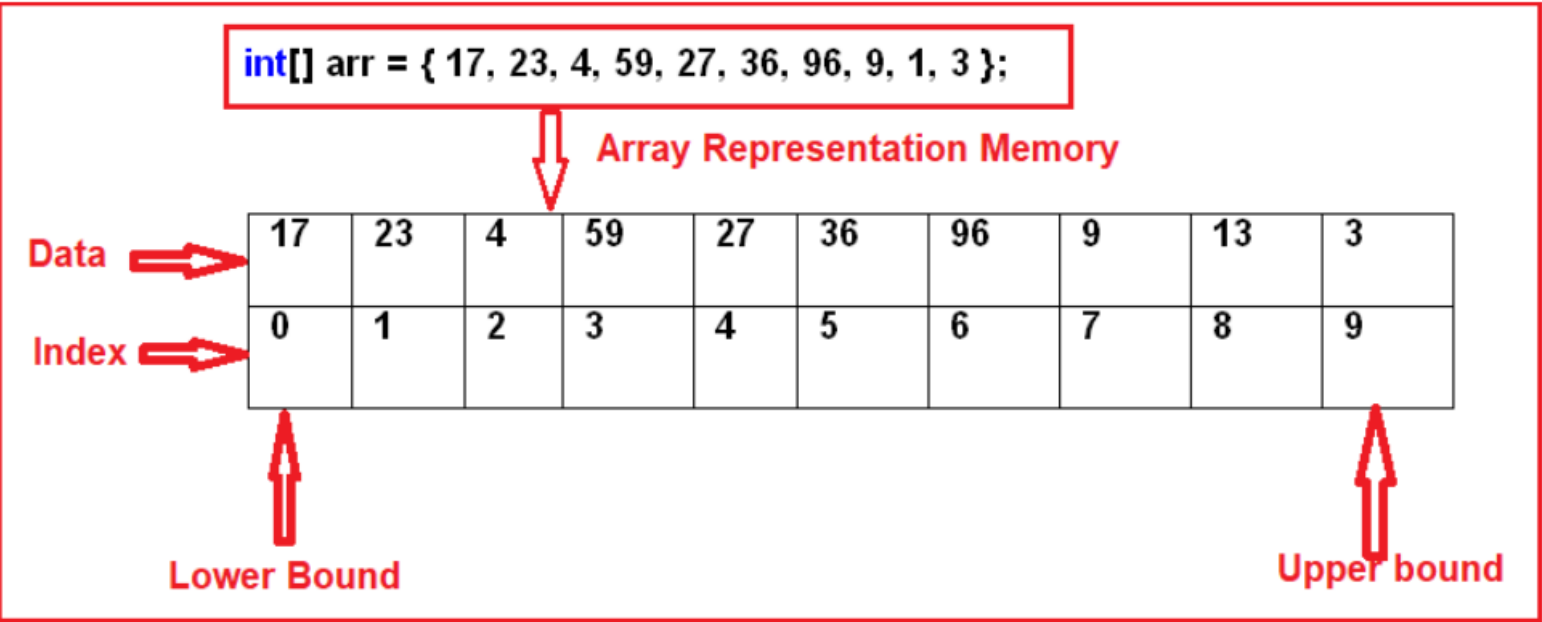 int[] arr = { 17, 23, 4, 59, 27, 36, 96, 9, 1, 3 };
Array Representation Memory
Data 17 23 4 59 27 36 96 9 13 3
Index 0 1 2 3 4 5 6 7 8 9
Lower Bound Upper bound